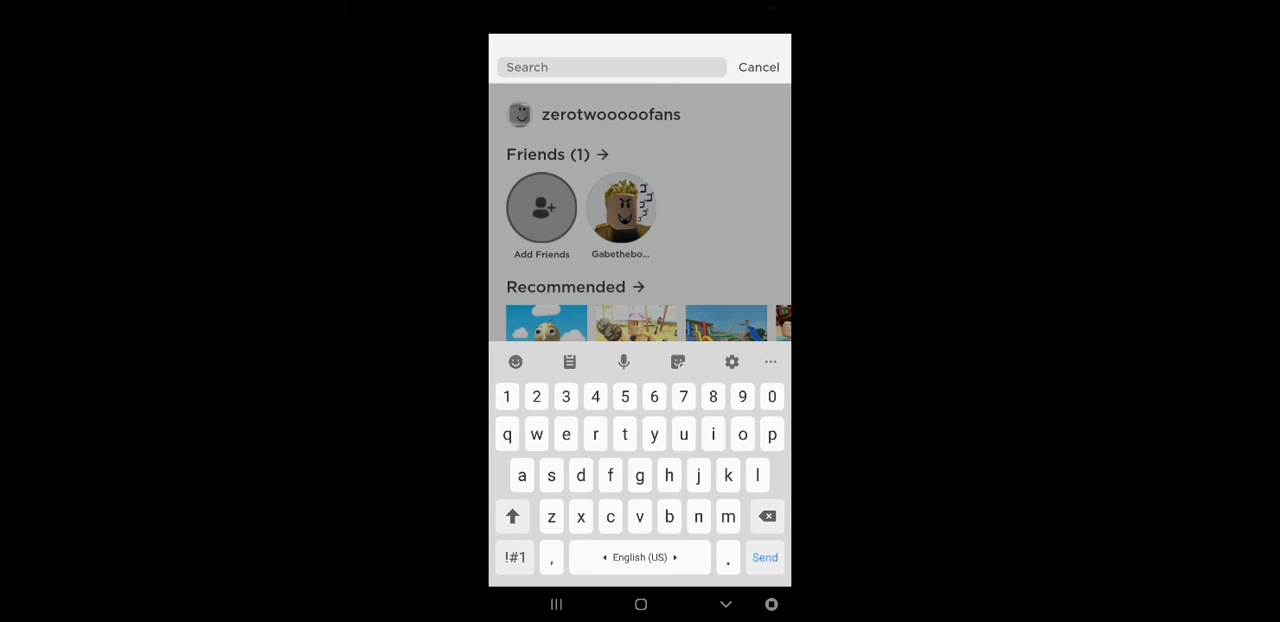 Search Cancel
zerotwooooofans
Friends (1) →
Add Friends Gabethebo...
Recommended →
1 2 3 4 5 6 7 8 9 0
q w e r t y u i o p
a s d f g h j k l
z x c v b n m
!#1 , English (US) . Send